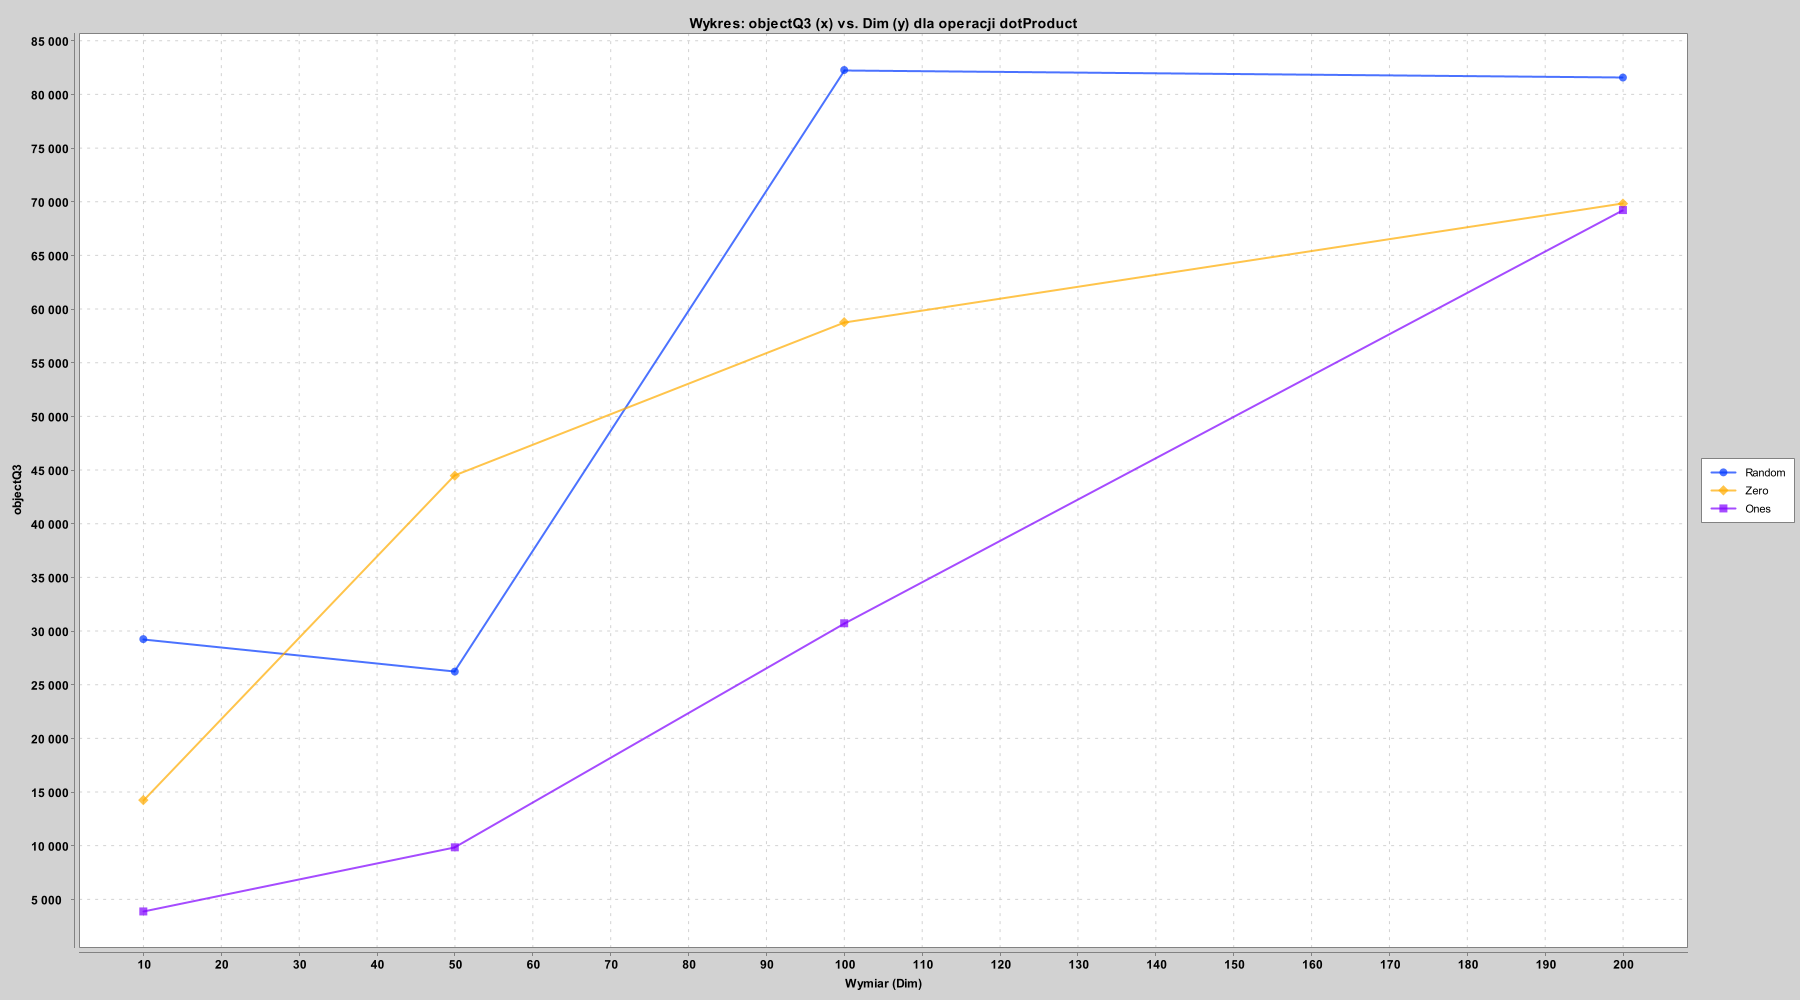 Wykres: objectQ3 (x) vs. Dim (y) dla operacji dotProduct
85 000
80 000
75 000
70 000
65 000
60 000
55 000
50 000
45 000
40 000
35 000
30 000
25 000
20 000
15 000
10 000
5 000
objectQ3
10 20 30 40 50 60 70 80 90 100 110 120 130 140 150 160 170 180 190 200
Wymiar (Dim)
Random
Zero
Ones